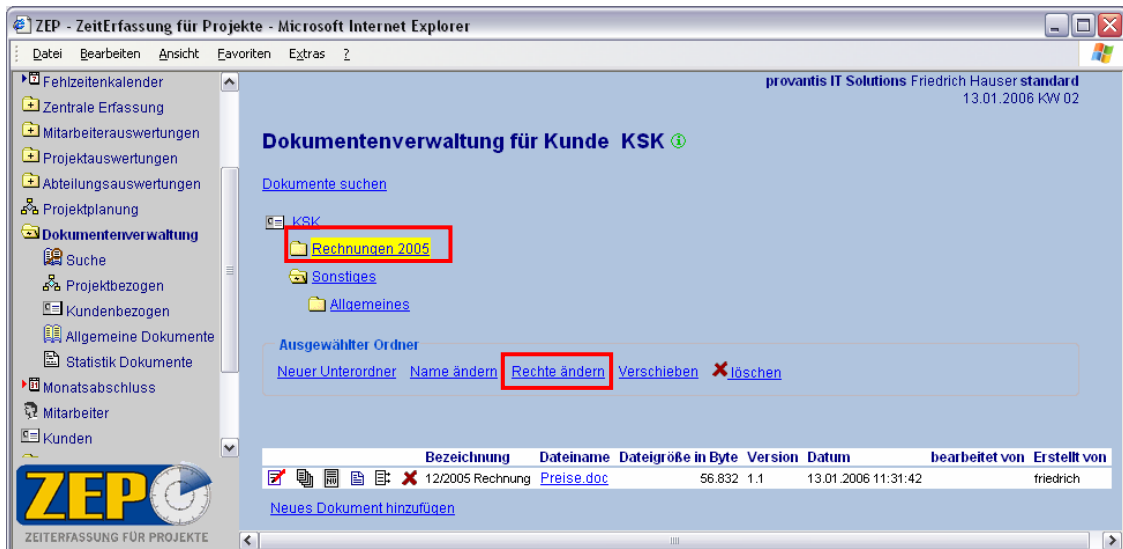 ZEP - ZeitErfassung für Projekte - Microsoft Internet Explorer
Datei Bearbeiten Ansicht Favoriten Extras ?
Fehlzeitenkalender
Zentrale Erfassung
Mitarbeiterauswertungen
Projektauswertungen
Abteilungsauswertungen
Projektplanung
Dokumentenverwaltung
Suche
Projektbezogen
Kundenbezogen
Allgemeine Dokumente
Statistik Dokumente
Monatsabschluss
Mitarbeiter
Kunden
ZEP
ZEITERFASSUNG FÜR PROJEKTE
provantis IT Solutions Friedrich Hauser standard
13.01.2006 KW 02
Dokumentenverwaltung für Kunde KSK
Dokumente suchen
KSK
Rechnungen 2005
Sonstiges
Allgemeines
Ausgewählter Ordner
Neuer Unterordner Name ändern Rechte ändern Verschieben löschen
Bezeichnung Dateiname Dateigröße in Byte Version Datum bearbeitet von Erstellt von
12/2005 Rechnung Preise.doc 56.832 1.1 13.01.2006 11:31:42 friedrich
Neues Dokument hinzufügen